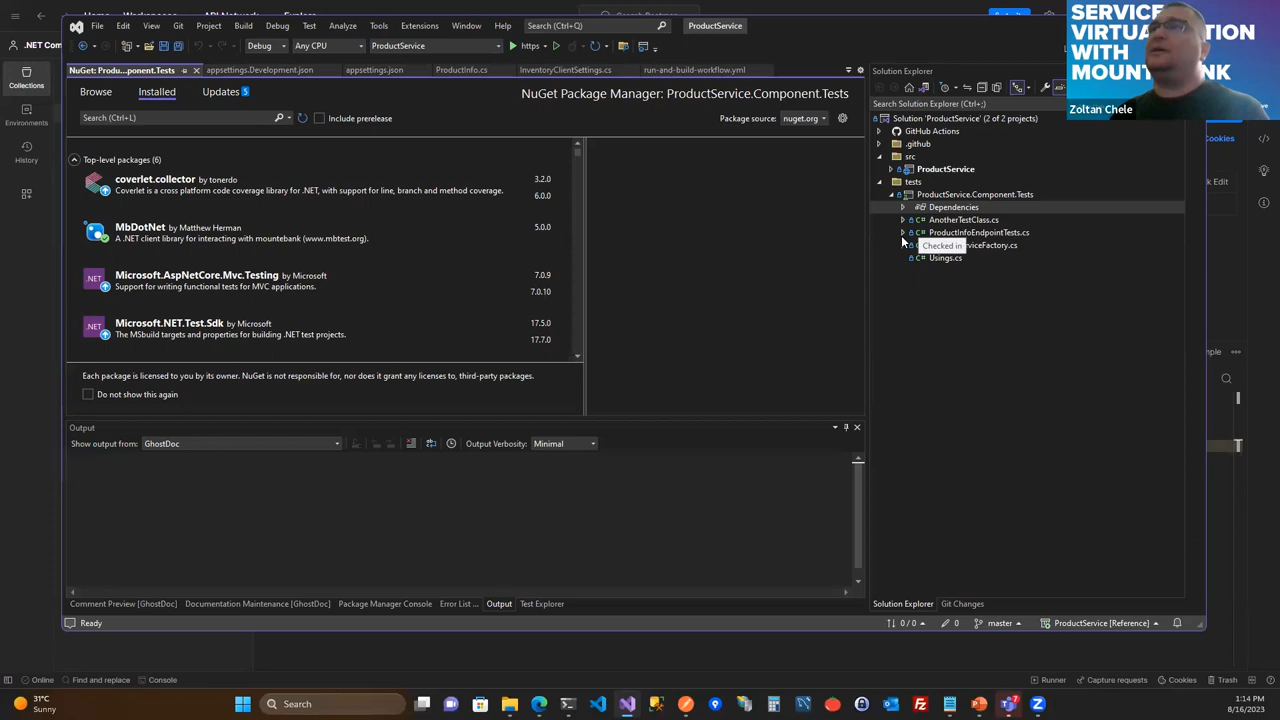 SERVICE
VIRTUALIZATION
WITH
MOUNTEBANK
Zoltan Chele
.NET Com
File Edit View Git Project Build Debug Test Analyze Tools Extensions Window Help Search (Ctrl+Q) ProductService
Debug Any CPU ProductService https
NuGet: Produ...ponent.Tests appsettings.Development.json appsettings.json ProductInfo.cs InventoryClientSettings.cs run-and-build-workflow.yml
Browse Installed Updates 5
NuGet Package Manager: ProductService.Component.Tests
Search (Ctrl+L) Include prerelease Package source: nuget.org
Top-level packages (6)
coverlet.collector by tonerdo 3.2.0
Coverlet is a cross platform code coverage library for .NET, with support for line, branch and method coverage. 6.0.0
MbDotNet by Matthew Herman 5.0.0
A .NET client library for interacting with mountebank (www.mbtest.org).
Microsoft.AspNetCore.Mvc.Testing 7.0.9
Support for writing functional tests for MVC applications. 7.0.10
Microsoft.NET.Test.Sdk by Microsoft 17.5.0
The MSbuild targets and properties for building .NET test projects. 17.7.0
Each package is licensed to you by its owner. NuGet is not responsible for, nor does it grant any licenses to, third-party packages.
Do not show this again
Output
Show output from: GhostDoc Output Verbosity: Minimal
Comment Preview [GhostDoc] Documentation Maintenance [GhostDoc] Package Manager Console Error List ... Output Test Explorer
Ready
Solution Explorer
Search Solution Explorer (Ctrl+;)
Solution 'ProductService' (2 of 2 projects)
GitHub Actions
.github
src
ProductService
tests
ProductService.Component.Tests
Dependencies
AnotherTestClass.cs
ProductInfoEndpointTests.cs
Checked in
rviceFactory.cs
Usings.cs
Solution Explorer Git Changes
0 / 0 0 master ProductService [Reference]
Collections
Environments
History
Cookies
k Edit
mple
Online Find and replace Console
Runner Capture requests Cookies Trash
31°C
Sunny
Search
1:14 PM
8/16/2023